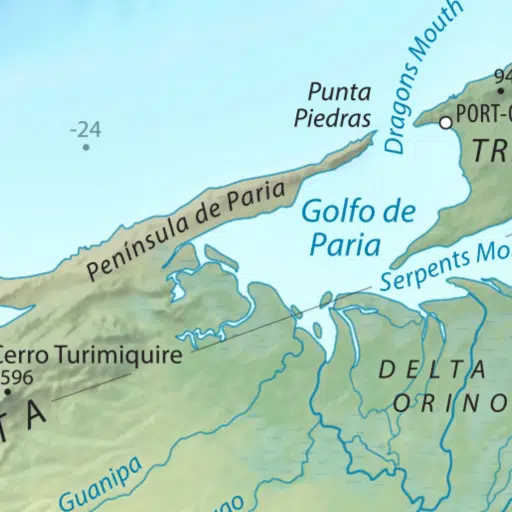 Dragons Mouth
Punta
Piedras
94
PORT-O
TR
-24
Península de Paria
Golfo de
Paria
Serpents Mo
Cerro Turimiquire
596
TA
DELTA
ORINO
Guanipa
no